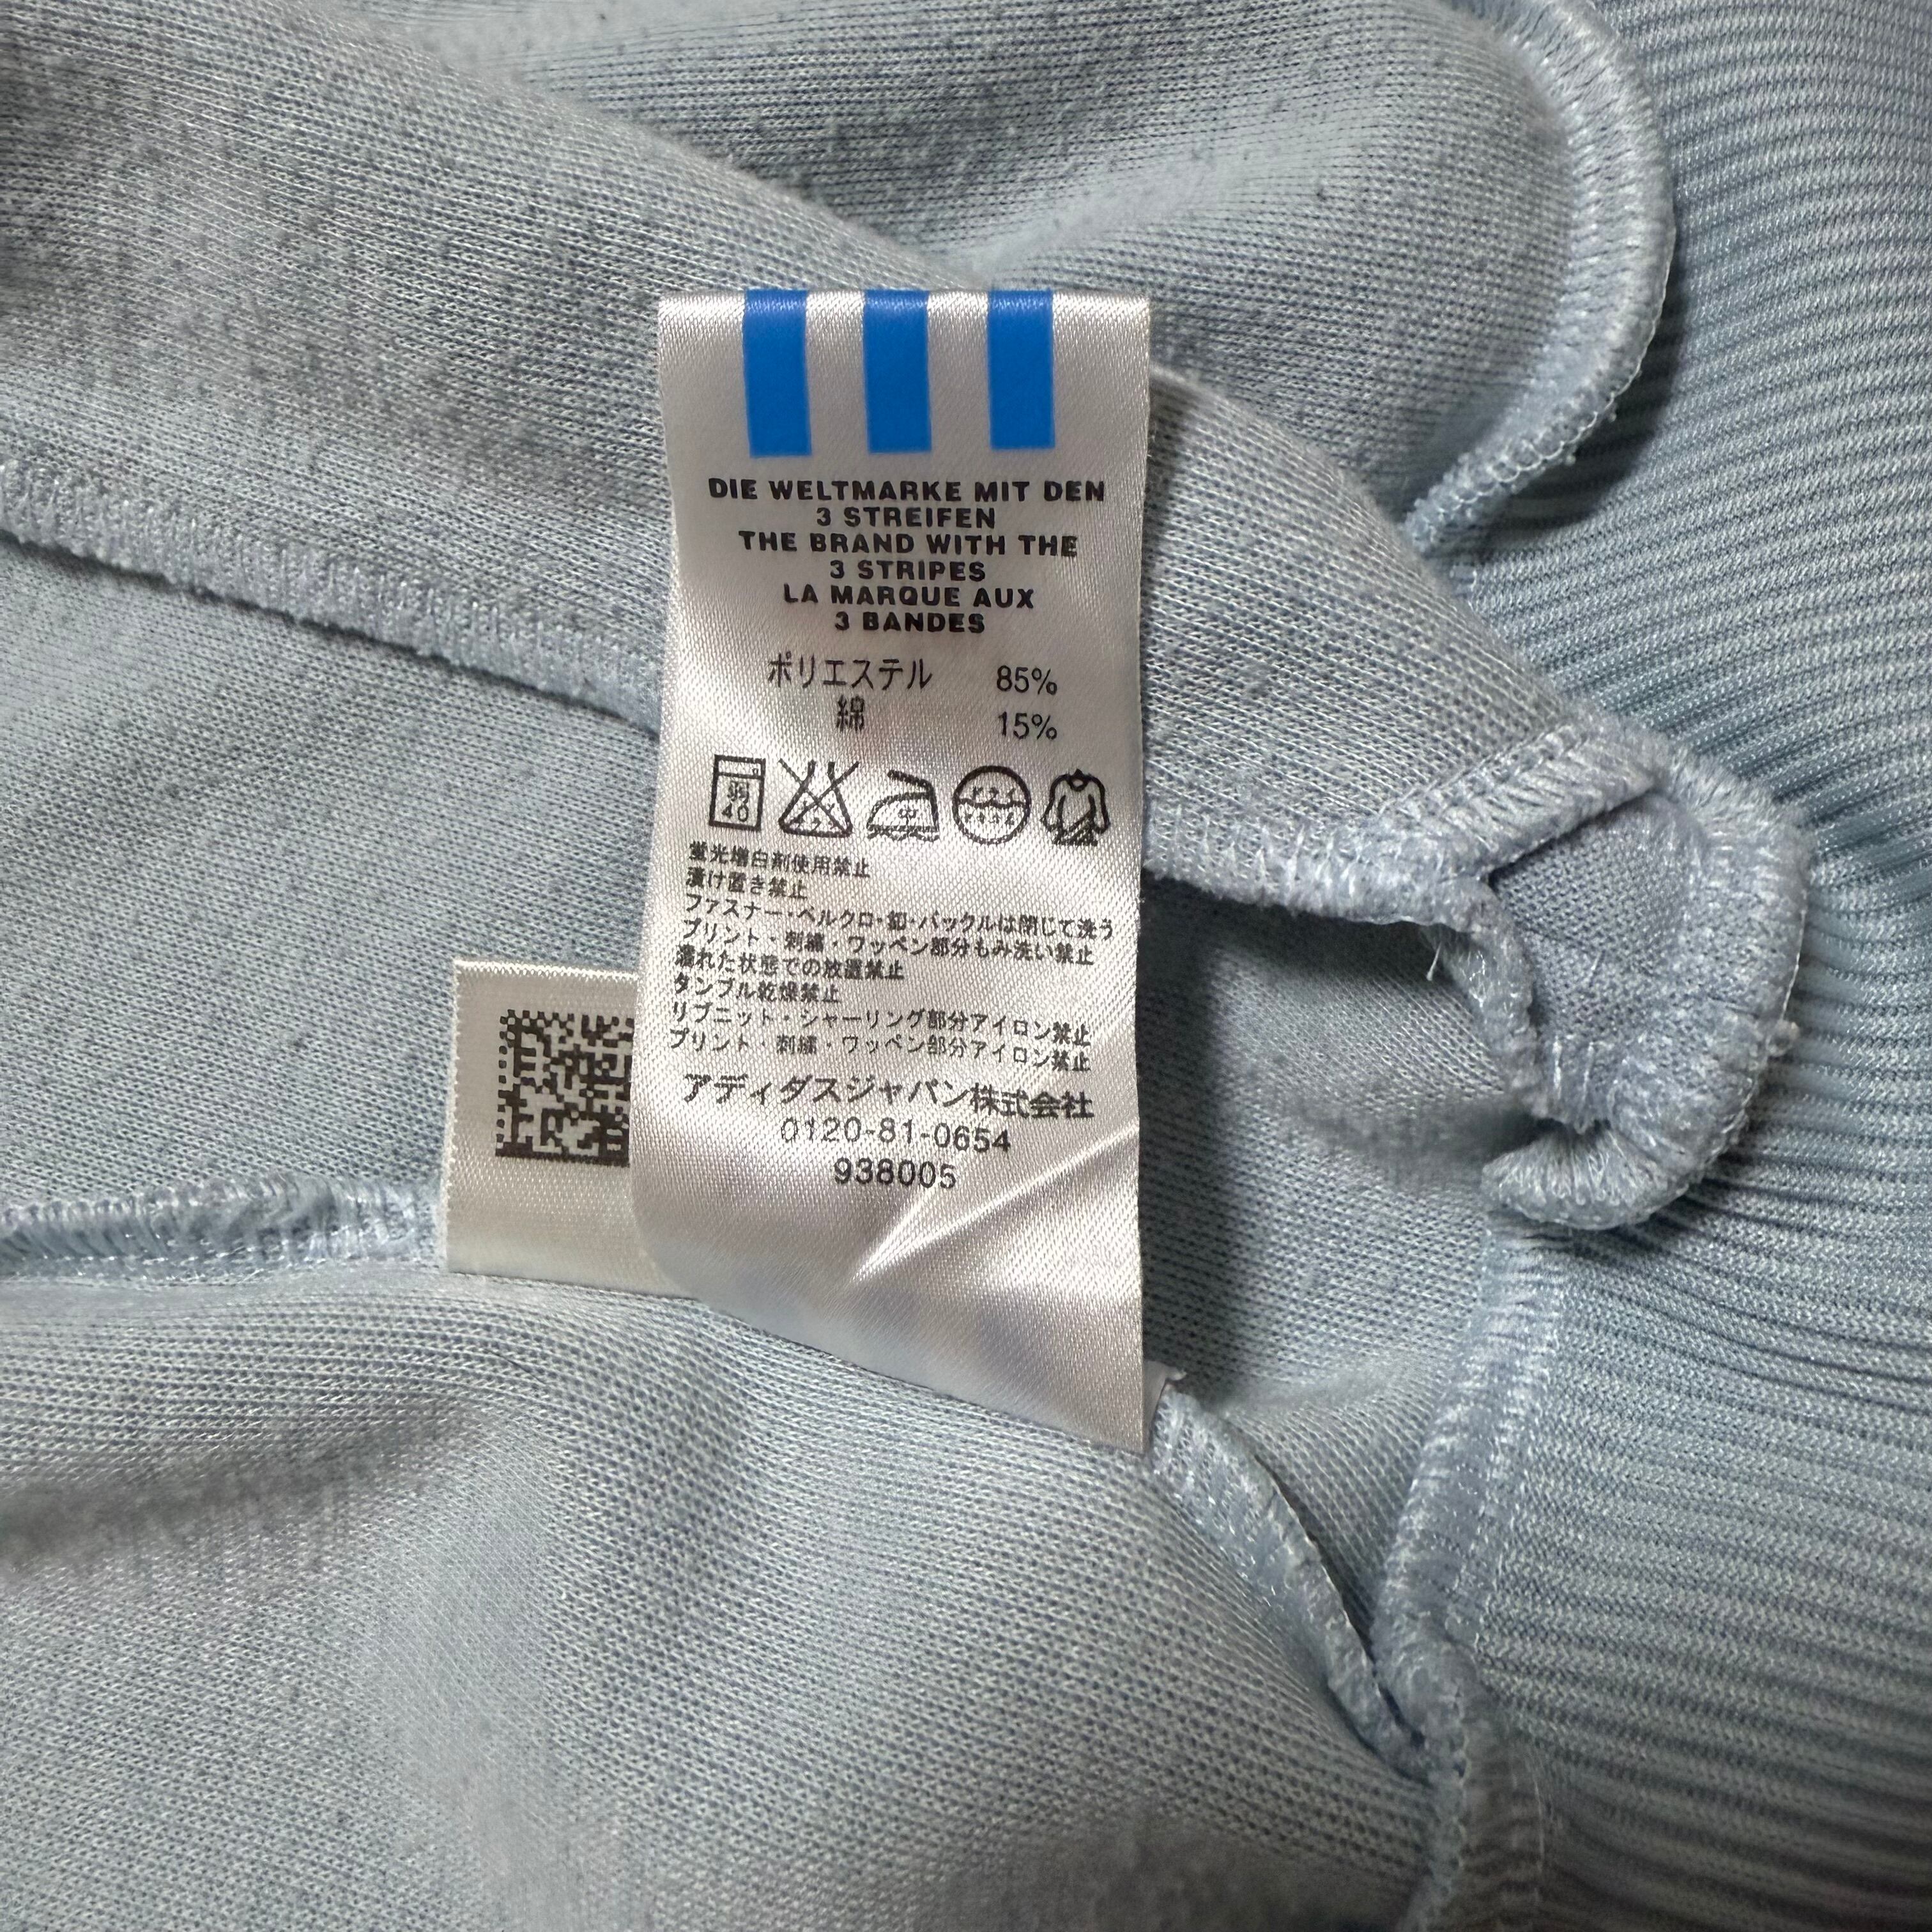 DIE WELTMARKE MIT DEN
3 STREIFEN
THE BRAND WITH THE
3 STRIPES
LA MARQUE AUX
3 BANDES
ポリエステル 85%
綿 15%
弱
40
中
蛍光増白剤使用禁止
漬け置き禁止
ファスナー・ベルクロ・釦・バックルは閉じて洗う
プリント・刺繍・ワッペン部分もみ洗い禁止
濡れた状態での放置禁止
タンブル乾燥禁止
リブニット・シャーリング部分アイロン禁止
プリント・刺繍・ワッペン部分アイロン禁止
アディダスジャパン株式会社
0120-81-0654
938005